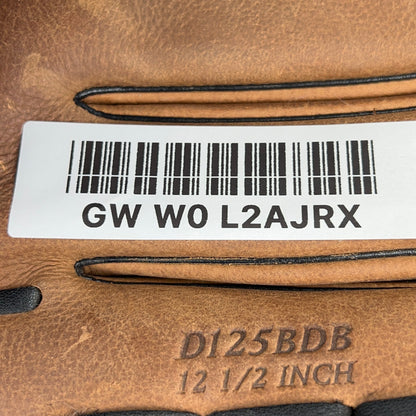 GW W0 L2AJRX
D125BDB
12 1/2 INCH